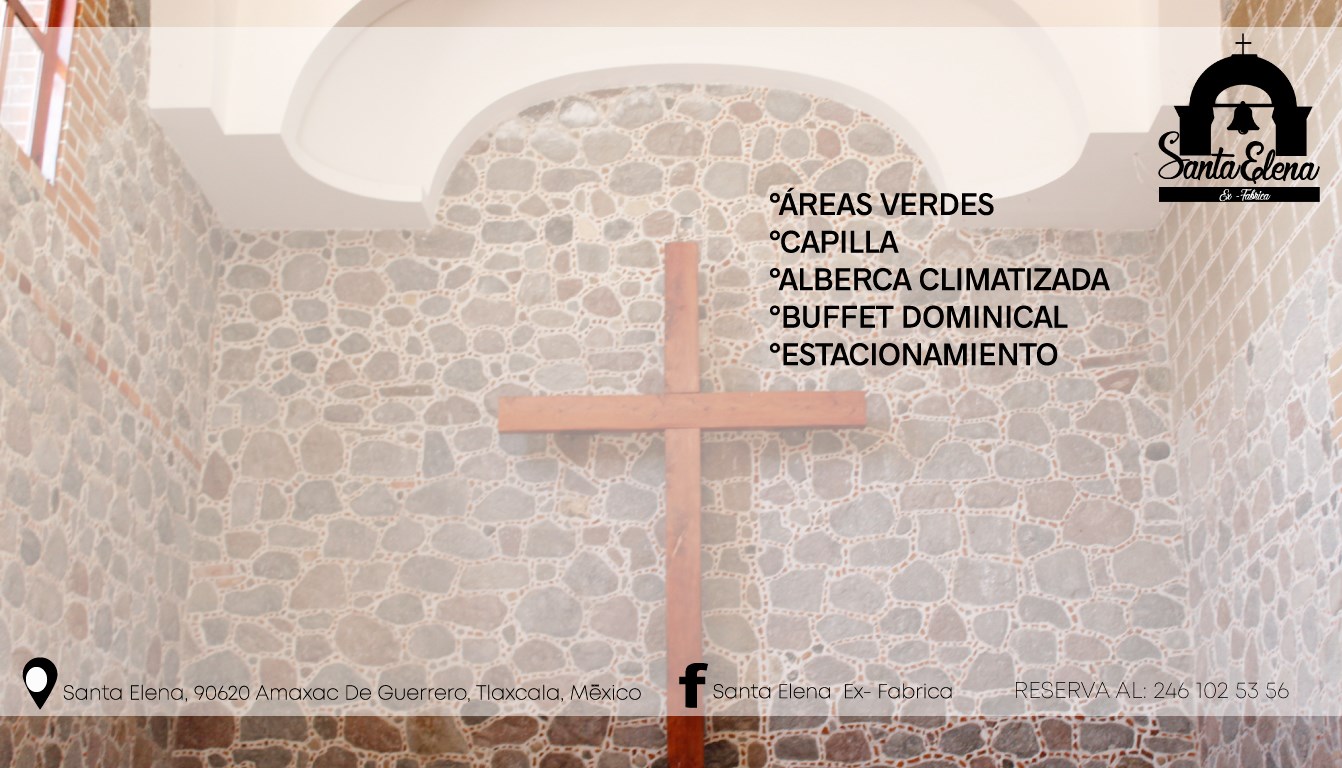 Santa Elena
Ex - Fabrica
°ÁREAS VERDES
°CAPILLA
°ALBERCA CLIMATIZADA
°BUFFET DOMINICAL
°ESTACIONAMIENTO
Santa Elena, 90620 Amaxac De Guerrero, Tlaxcala, Mēxico
f Santa Elena Ex- Fabrica
RESERVA AL: 246 102 53 56